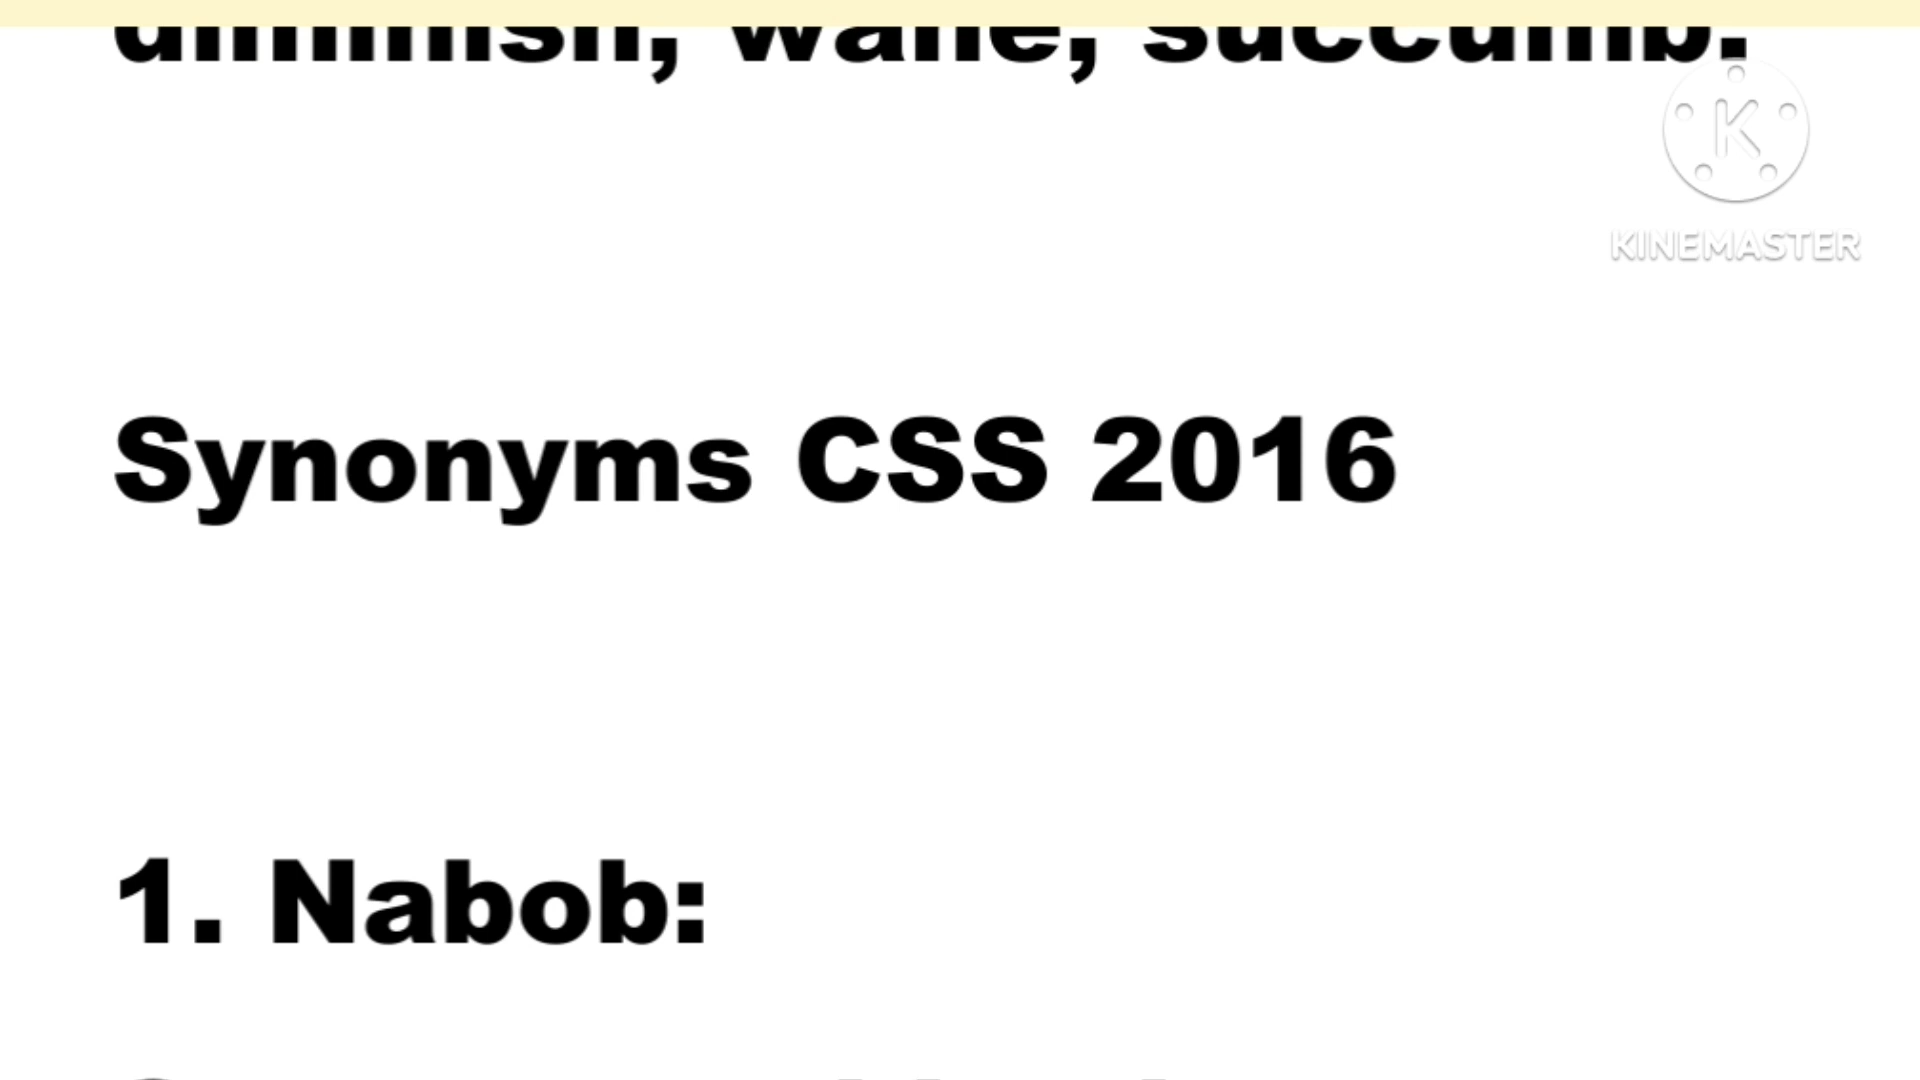 diminish, wane, succumb.
K
KINEMASTER
Synonyms CSS 2016
1. Nabob: